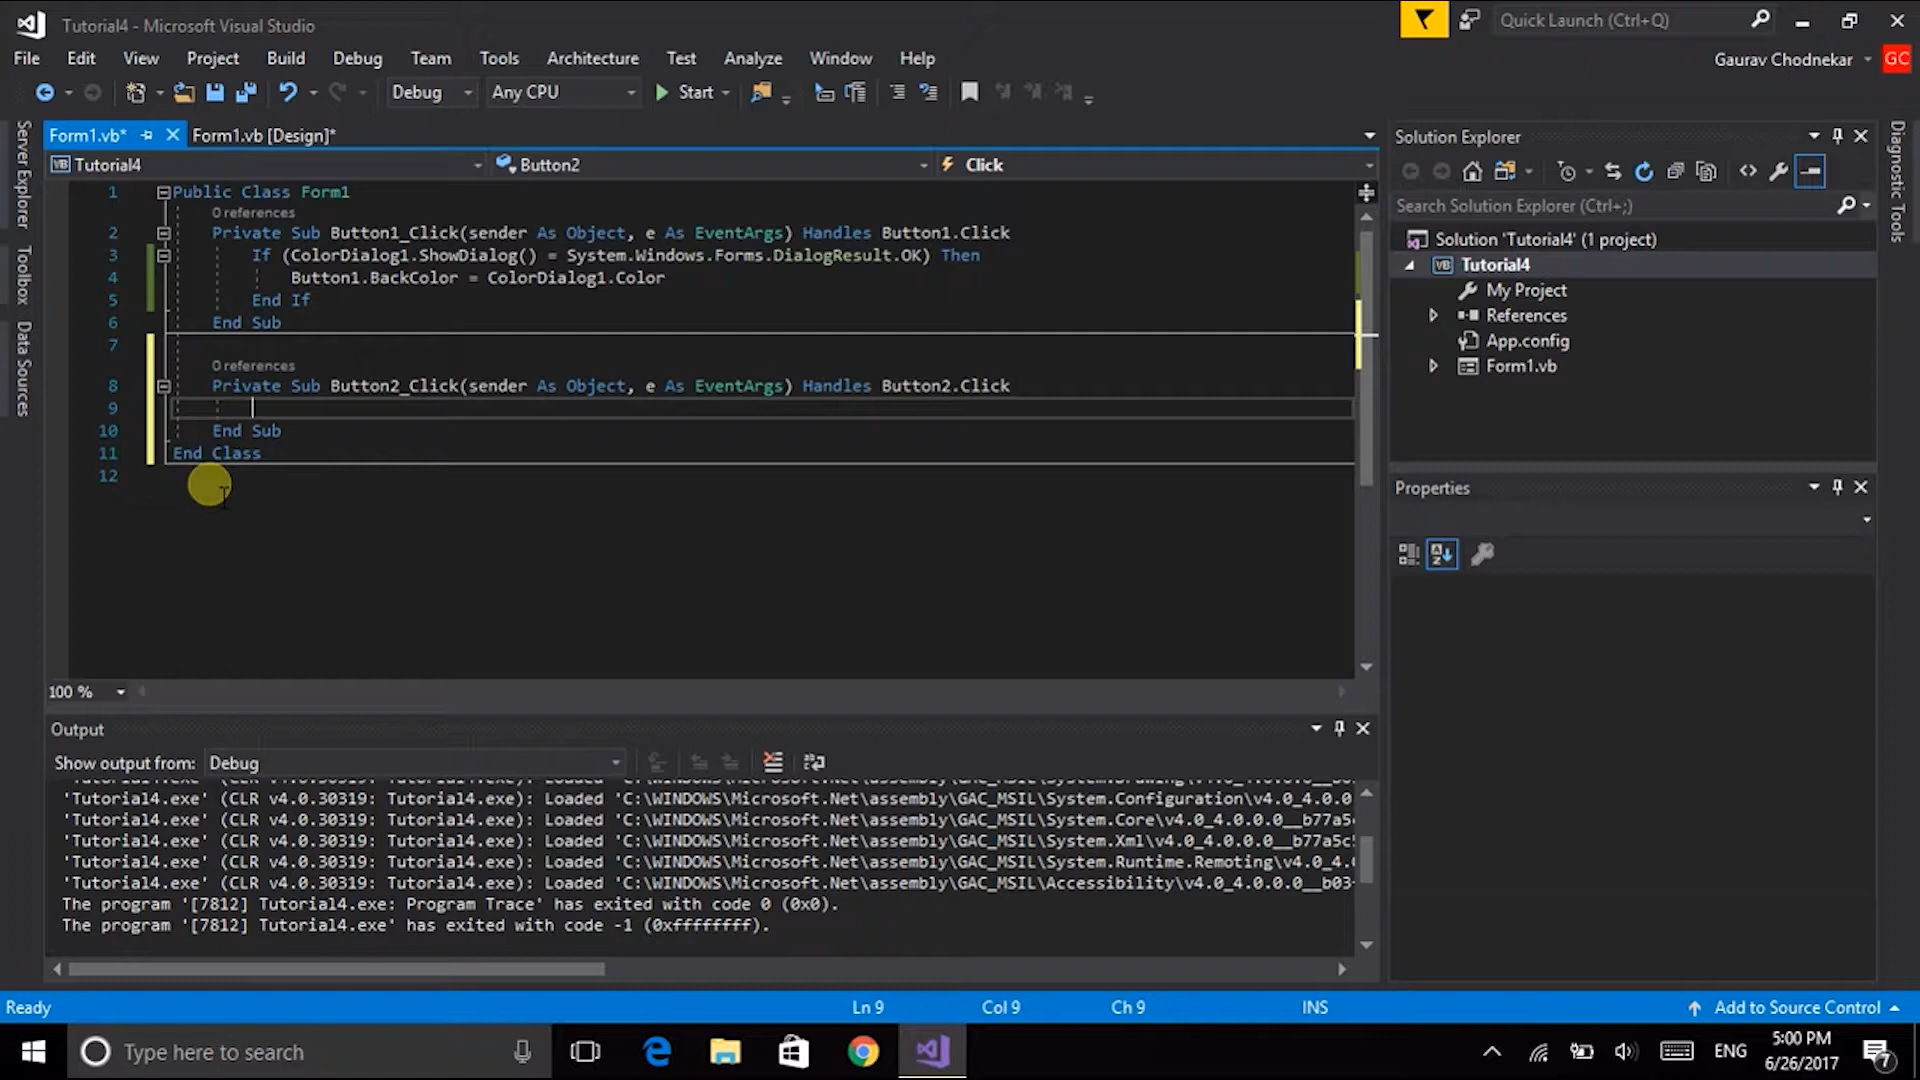 Tutorial4 - Microsoft Visual Studio
Quick Launch (Ctrl+Q)
File Edit View Project Build Debug Team Tools Architecture Test Analyze Window Help
Gaurav Chodnekar GC
Debug Any CPU Start
Server Explorer
Toolbox
Data Sources
Form1.vb* Form1.vb [Design]*
VB Tutorial4 Button2 Click
1 Public Class Form1
0 references
2 Private Sub Button1_Click(sender As Object, e As EventArgs) Handles Button1.Click
3 If (ColorDialog1.ShowDialog() = System.Windows.Forms.DialogResult.OK) Then
4 Button1.BackColor = ColorDialog1.Color
5 End If
6 End Sub
7
0 references
8 Private Sub Button2_Click(sender As Object, e As EventArgs) Handles Button2.Click
9
10 End Sub
11 End Class
12
100 %
Solution Explorer
Search Solution Explorer (Ctrl+;)
Solution 'Tutorial4' (1 project)
VB Tutorial4
My Project
References
App.config
Form1.vb
Properties
Diagnostic Tools
Output
Show output from: Debug
'Tutorial4.exe' (CLR v4.0.30319: Tutorial4.exe): Loaded 'C:\WINDOWS\Microsoft.Net\assembly\GAC_MSIL\System.Configuration\v4.0_4.0.0
'Tutorial4.exe' (CLR v4.0.30319: Tutorial4.exe): Loaded 'C:\WINDOWS\Microsoft.Net\assembly\GAC_MSIL\System.Core\v4.0_4.0.0.0__b77a5
'Tutorial4.exe' (CLR v4.0.30319: Tutorial4.exe): Loaded 'C:\WINDOWS\Microsoft.Net\assembly\GAC_MSIL\System.Xml\v4.0_4.0.0.0__b77a5c
'Tutorial4.exe' (CLR v4.0.30319: Tutorial4.exe): Loaded 'C:\WINDOWS\Microsoft.Net\assembly\GAC_MSIL\System.Runtime.Remoting\v4.0_4.
'Tutorial4.exe' (CLR v4.0.30319: Tutorial4.exe): Loaded 'C:\WINDOWS\Microsoft.Net\assembly\GAC_MSIL\Accessibility\v4.0_4.0.0.0__b03
The program '[7812] Tutorial4.exe: Program Trace' has exited with code 0 (0x0).
The program '[7812] Tutorial4.exe' has exited with code -1 (0xffffffff).
Ready Ln 9 Col 9 Ch 9 INS Add to Source Control
Type here to search
ENG
5:00 PM
6/26/2017
7